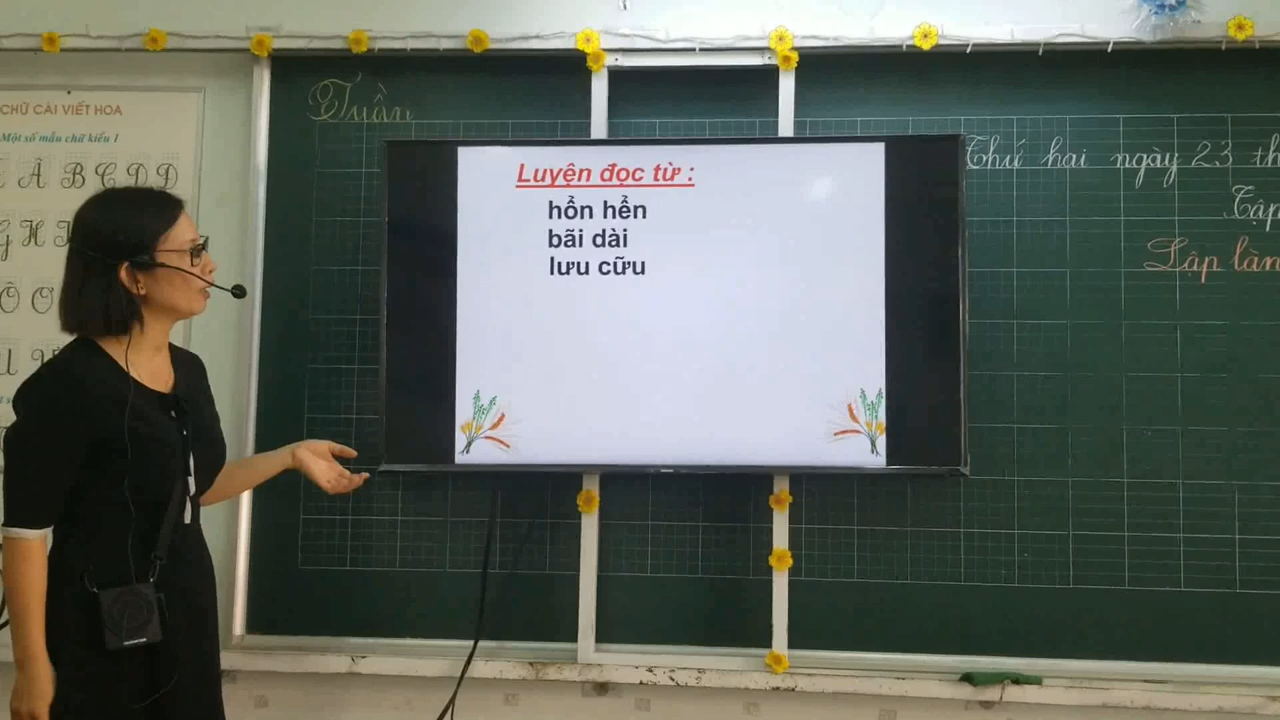 CHỮ CÁI VIẾT HOA
Một số mẫu chữ kiểu 1
Â B C D Đ
G H I
Ô Ơ
U Ư
Tuần
Luyện đọc từ :
hổn hển
bãi dài
lưu cữu
Thứ hai ngày 23 th
Tập
Lập làn